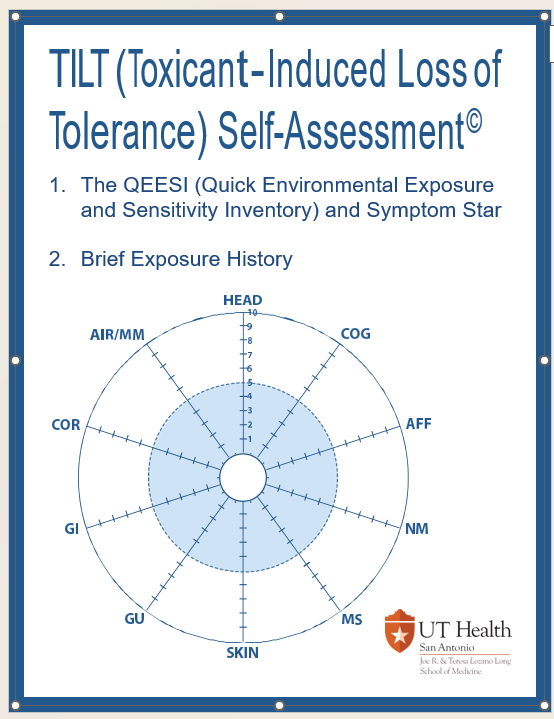 TILT (Toxicant-Induced Loss of
Tolerance) Self-Assessment©
1. The QEESI (Quick Environmental Exposure
and Sensitivity Inventory) and Symptom Star
2. Brief Exposure History
HEAD
10
9
8
7
6
5
4
3
2
1
AIR/MM
COG
COR
AFF
GI
NM
GU
MS
SKIN
UT Health
San Antonio
Joe R. & Teresa Lozano Long
School of Medicine